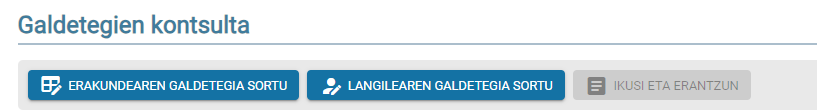 Galdetegien kontsulta
ERAKUNDEAREN GALDETEGIA SORTU LANGILEAREN GALDETEGIA SORTU IKUSI ETA ERANTZUN